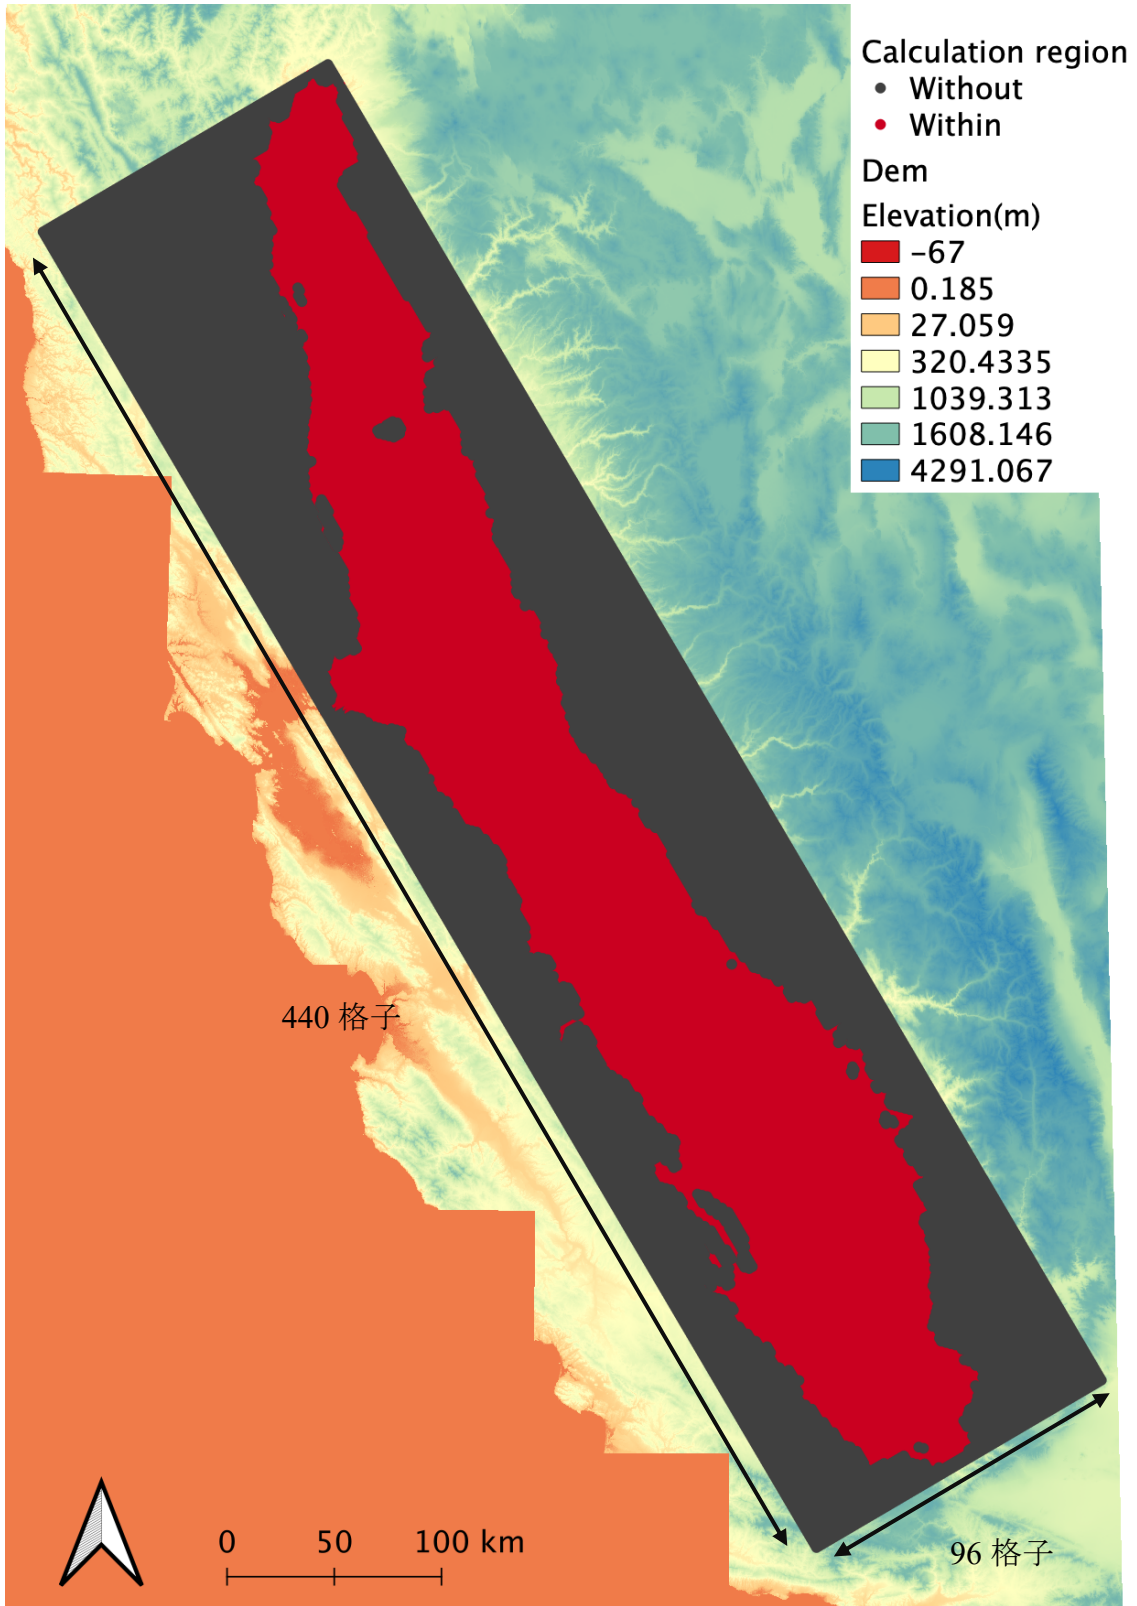 Calculation region
Without
Within
Dem
Elevation(m)
-67
0.185
27.059
320.4335
1039.313
1608.146
4291.067
440 格子
0 50 100 km
96 格子